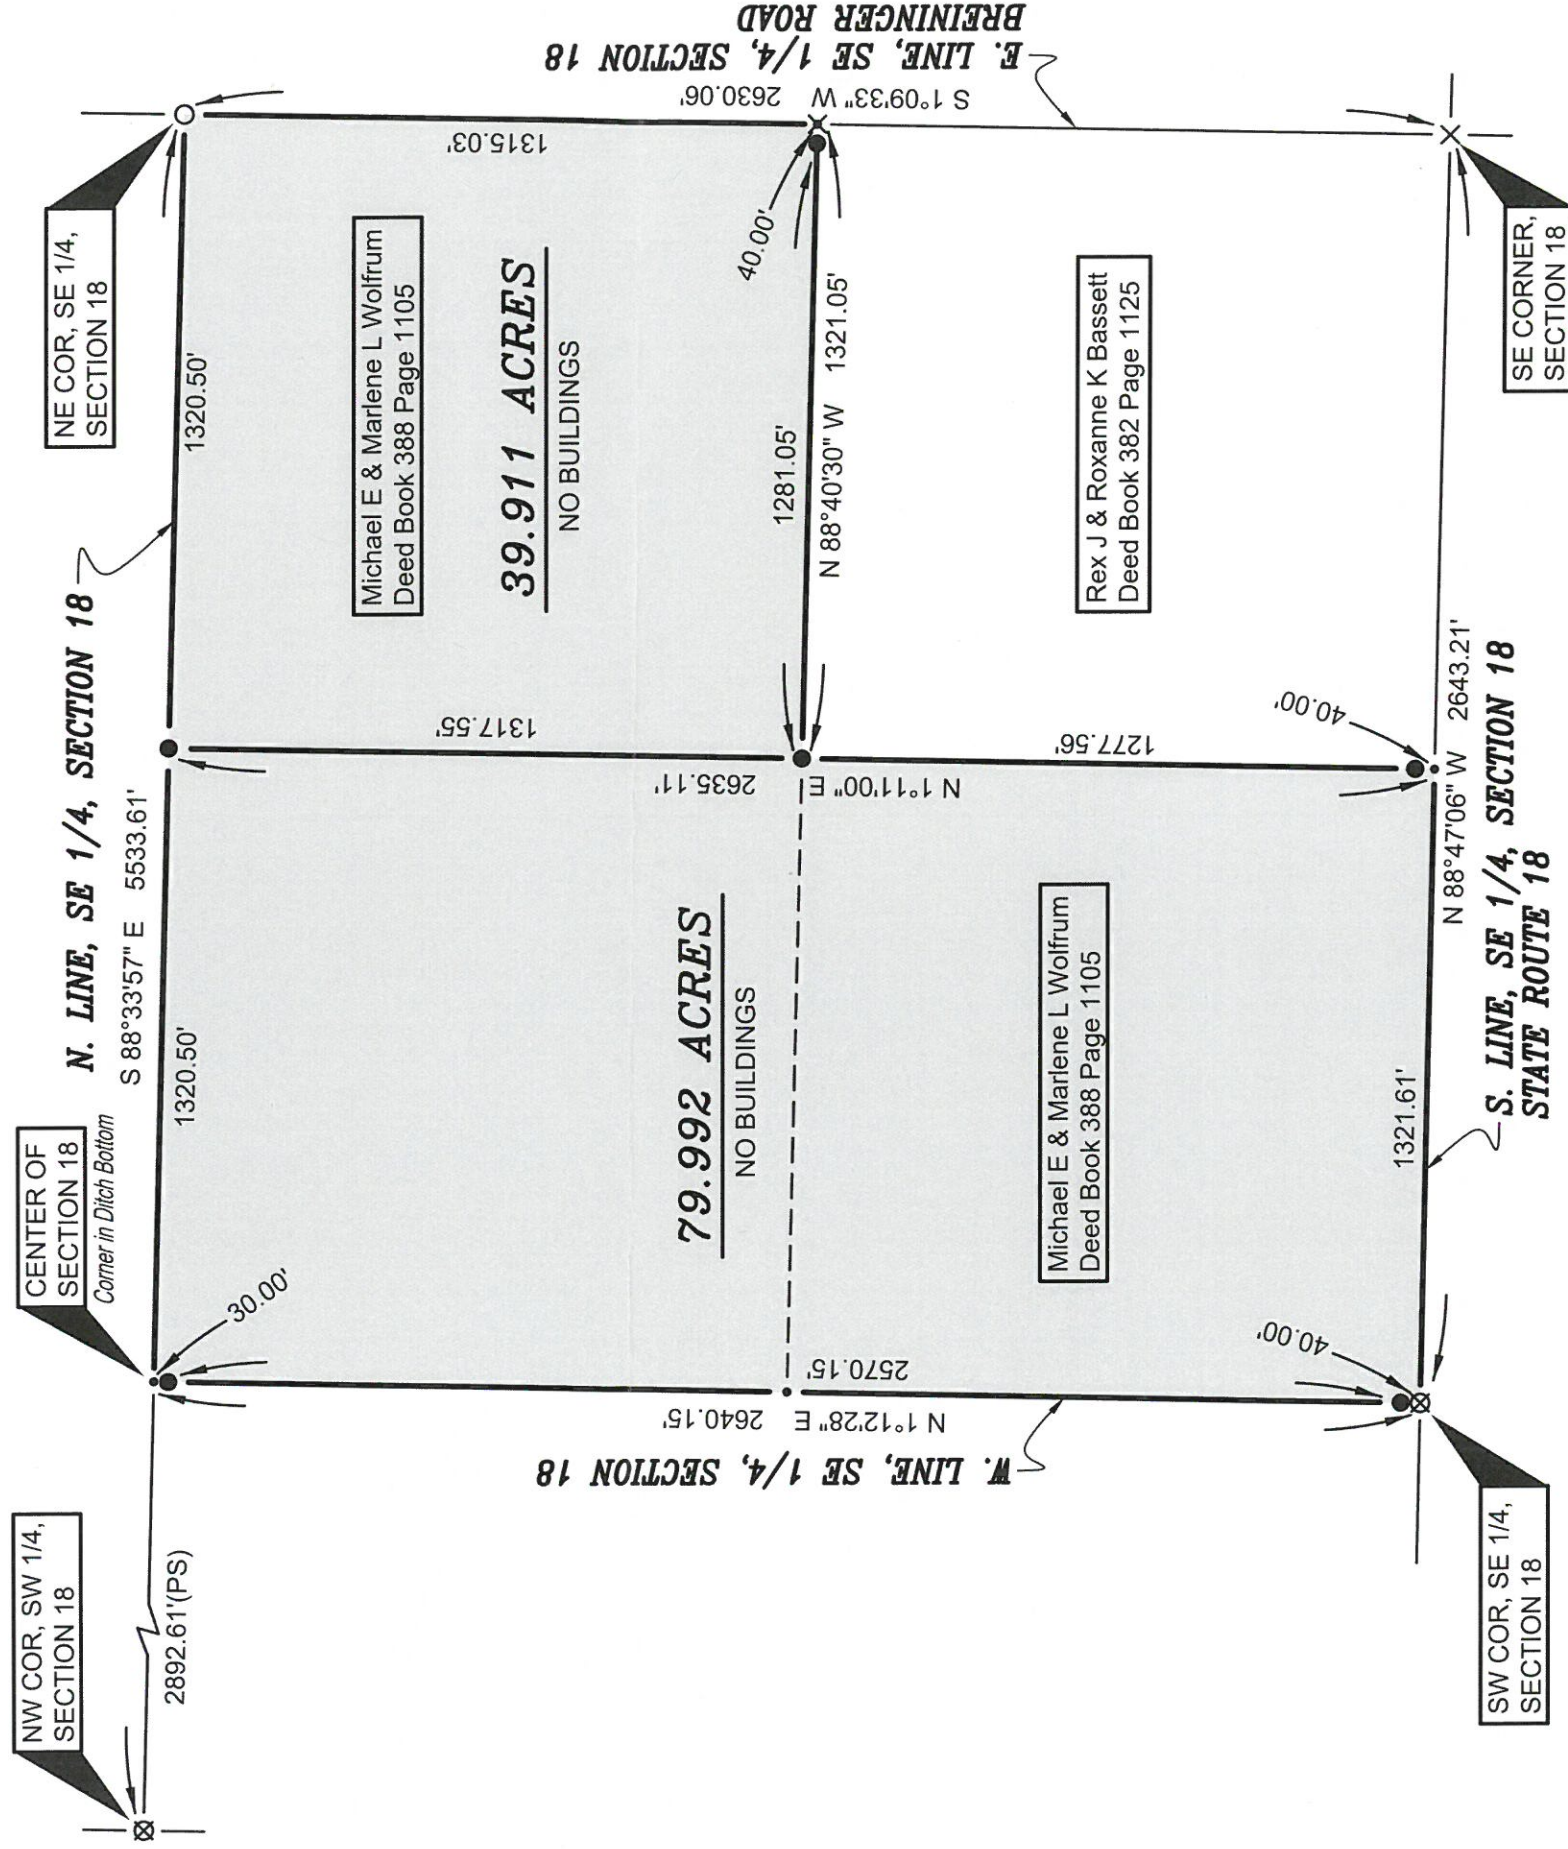 NW COR, SW 1/4,
SECTION 18
2892.61'(PS)
CENTER OF
SECTION 18
Corner in Ditch Bottom
30.00'
N. LINE, SE 1/4, SECTION 18
S 88°33'57" E 5533.61'
1320.50'
1320.50'
NE COR, SE 1/4,
SECTION 18
1315.03'
S 1°09'33" W 2630.06'
E. LINE, SE 1/4, SECTION 18
BREININGER ROAD
Michael E & Marlene L Wolfrum
Deed Book 388 Page 1105
39.911 ACRES
NO BUILDINGS
40.00'
1281.05'
N 88°40'30" W 1321.05'
1317.55'
N 1°11'00" E 2635.11'
1277.56'
40.00'
79.992 ACRES
NO BUILDINGS
Michael E & Marlene L Wolfrum
Deed Book 388 Page 1105
Rex J & Roxanne K Bassett
Deed Book 382 Page 1125
2570.15'
N 1°12'28" E 2640.15'
W. LINE, SE 1/4, SECTION 18
40.00'
SW COR, SE 1/4,
SECTION 18
1321.61'
N 88°47'06" W 2643.21'
S. LINE, SE 1/4, SECTION 18
STATE ROUTE 18
SE CORNER,
SECTION 18